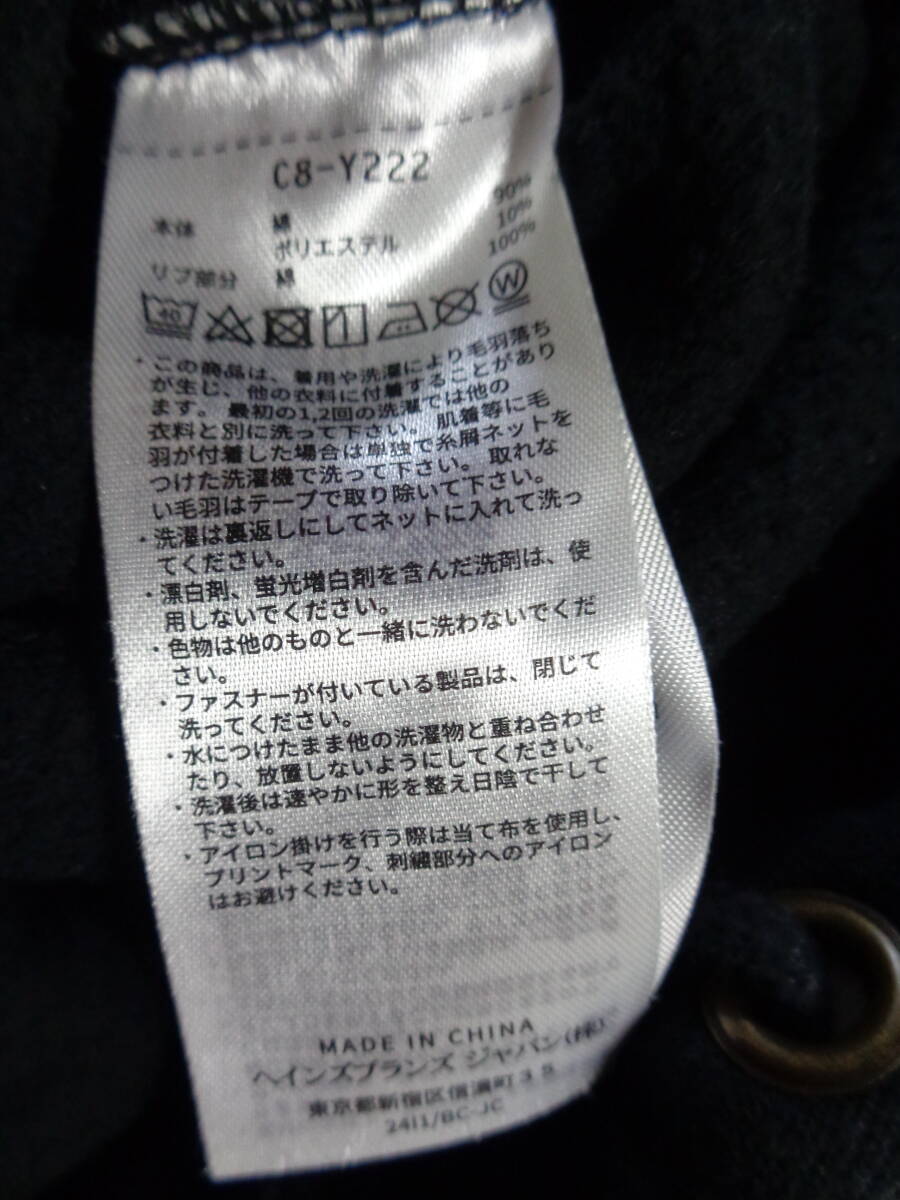 C8-Y222
本体 綿 90%
ポリエステル 10%
リブ部分 綿 100%
40 W
・この商品は、着用や洗濯により毛羽落ち
が生じ、他の衣料に付着することがあり
ます。最初の1,2回の洗濯では他の
衣料と別に洗って下さい。肌着等に毛
羽が付着した場合は単独で糸屑ネットを
つけた洗濯機で洗って下さい。取れな
い毛羽はテープで取り除いて下さい。
・洗濯は裏返しにしてネットに入れて洗っ
てください。
・漂白剤、蛍光増白剤を含んだ洗剤は、使
用しないでください。
・色物は他のものと一緒に洗わないでくだ
さい。
・ファスナーが付いている製品は、閉じて
洗ってください。
・水につけたまま他の洗濯物と重ね合わせ
たり、放置しないようにしてください。
・洗濯後は速やかに形を整え日陰で干して
下さい。
・アイロン掛けを行う際は当て布を使用し、
プリントマーク、刺繍部分へのアイロン
はお避けください。
MADE IN CHINA
ヘインズブランズ ジャパン(株)
東京都新宿区信濃町35
24I1/BC-JC